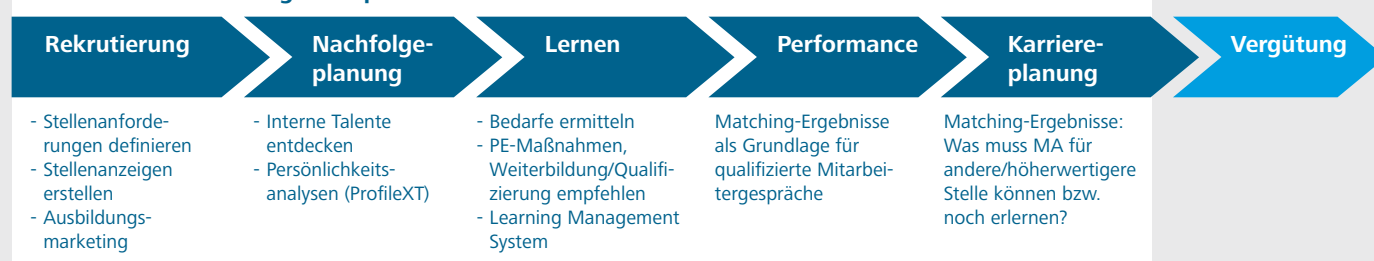 Rekrutierung
- Stellenanforde-
rungen definieren
- Stellenanzeigen
erstellen
- Ausbildungs-
marketing
Nachfolge-
planung
- Interne Talente
entdecken
- Persönlichkeits-
analysen (ProfileXT)
Lernen
- Bedarfe ermitteln
- PE-Maßnahmen,
Weiterbildung/Qualifi-
zierung empfehlen
- Learning Management
System
Performance
Matching-Ergebnisse
als Grundlage für
qualifizierte Mitarbei-
tergespräche
Karriere-
planung
Matching-Ergebnisse:
Was muss MA für
andere/höherwertigere
Stelle können bzw.
noch erlernen?
Vergütung